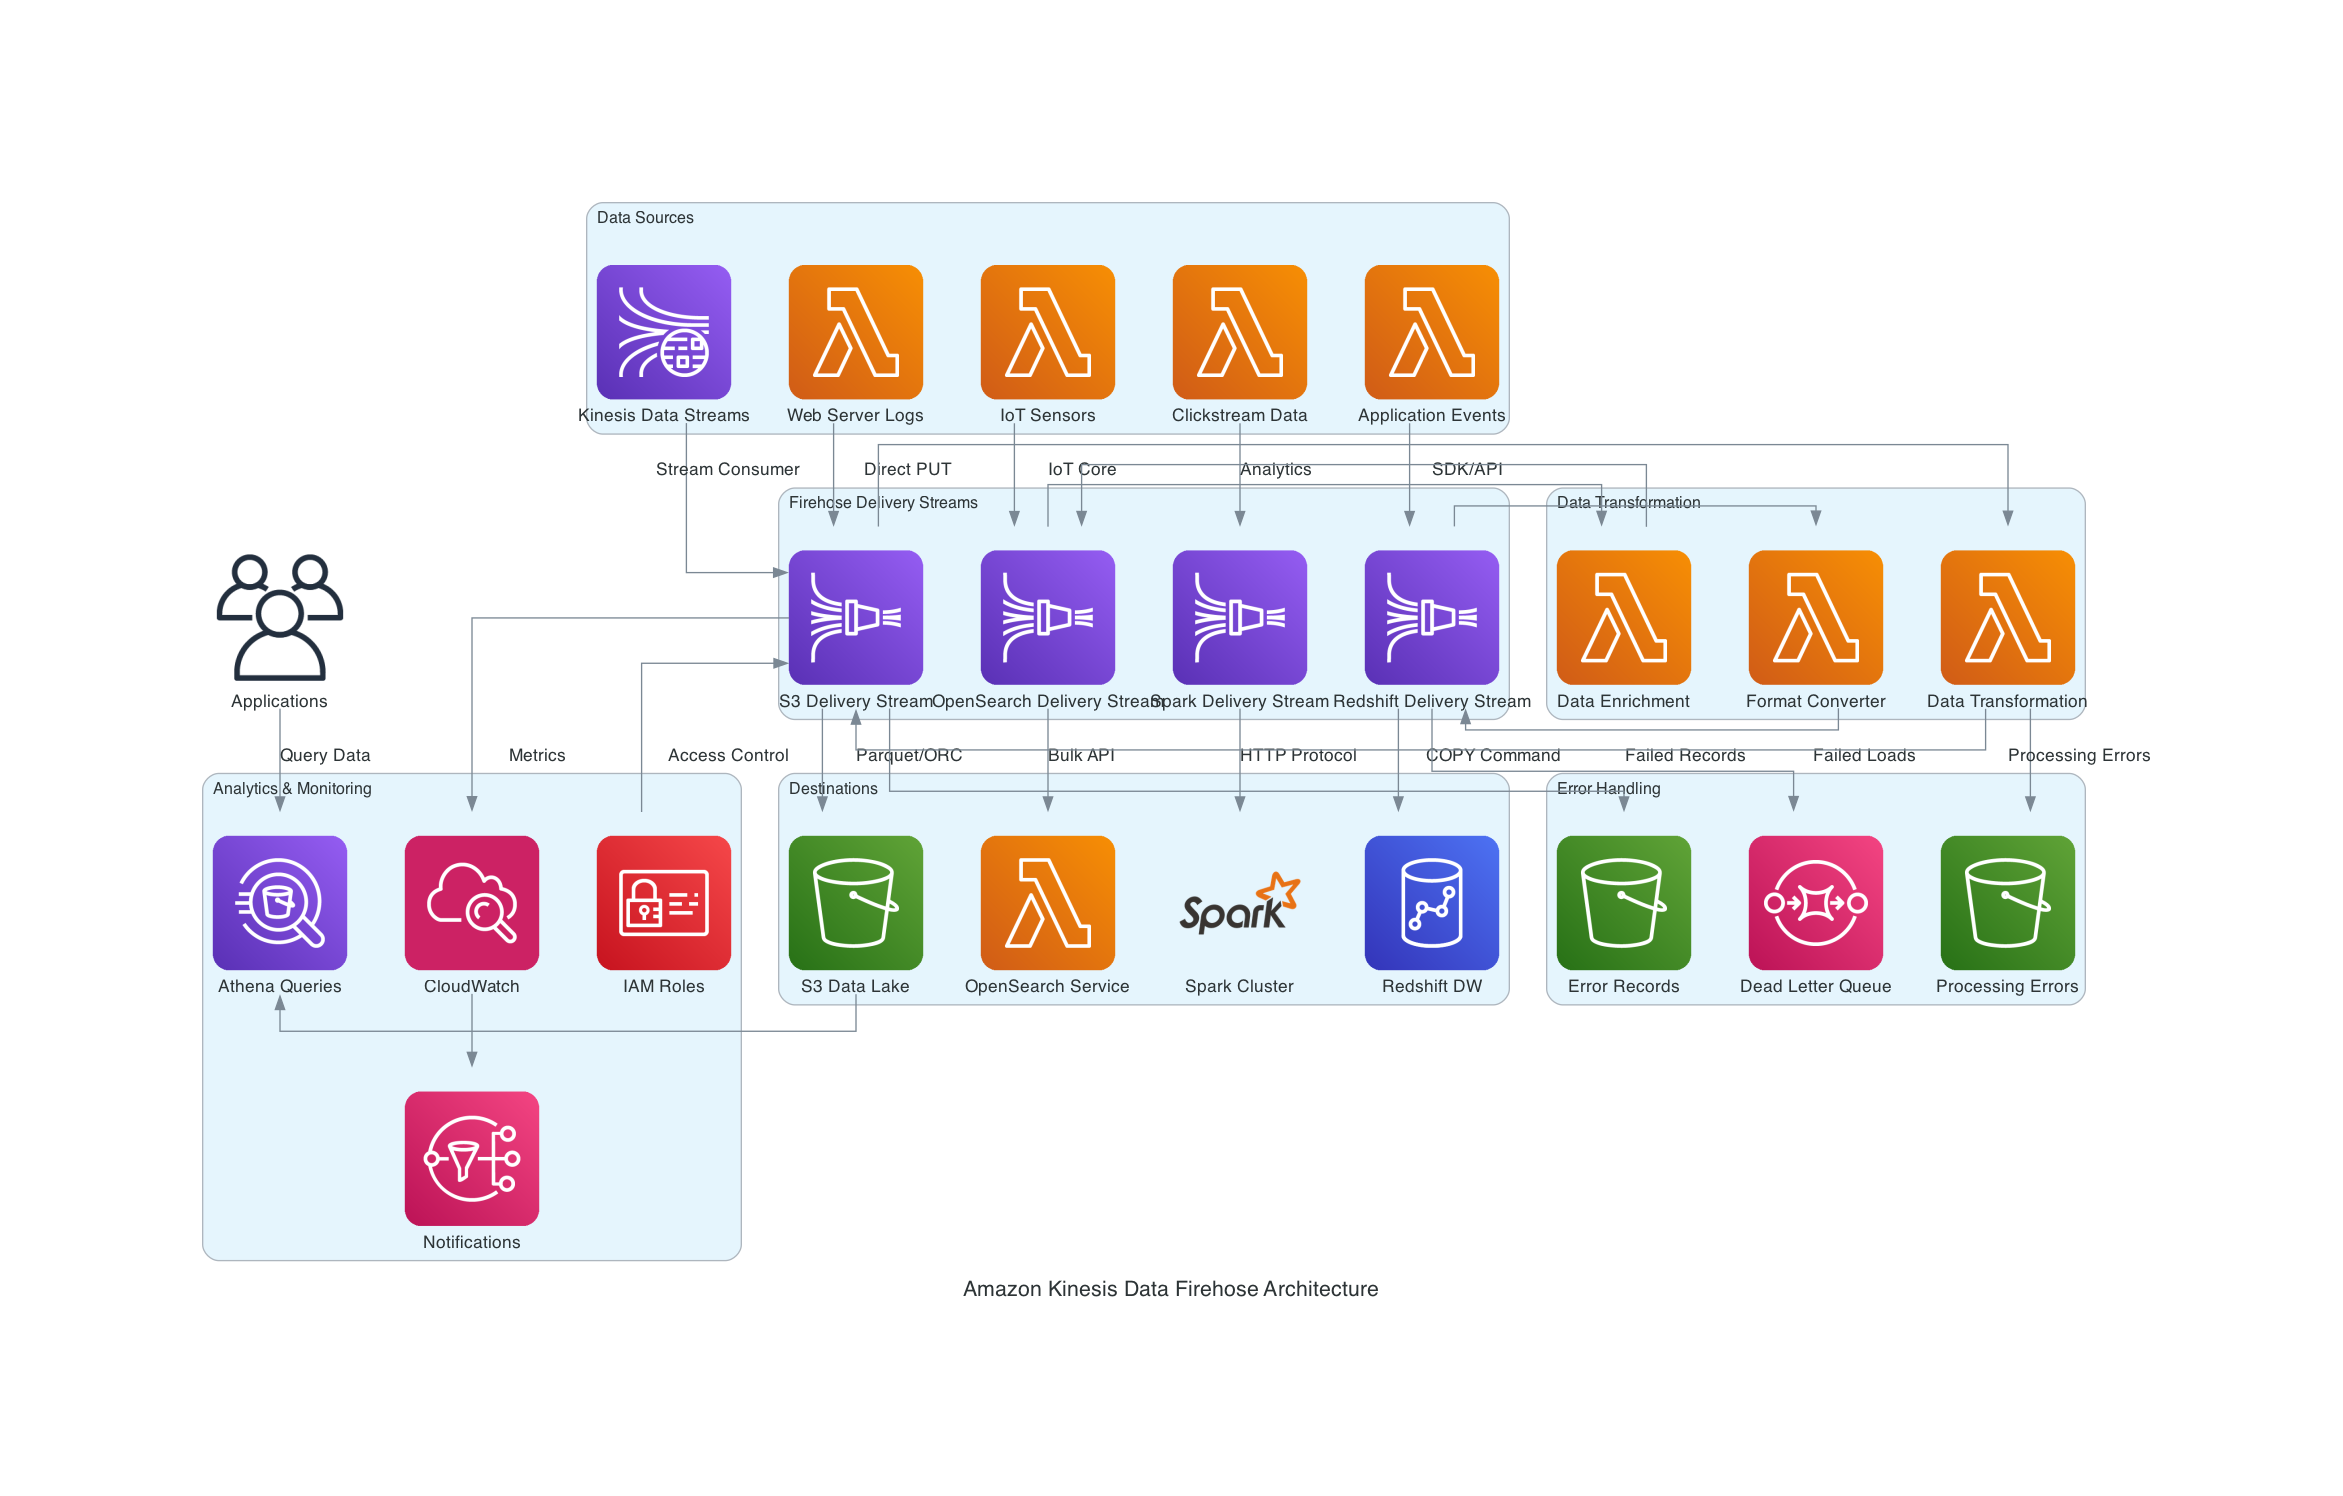 Data Sources
Kinesis Data Streams
Web Server Logs
IoT Sensors
Clickstream Data
Application Events
Stream Consumer
Direct PUT
IoT Core
Analytics
SDK/API
Firehose Delivery Streams
Data Transformation
Applications
S3 Delivery Stream
OpenSearch Delivery Stream
Spark Delivery Stream
Redshift Delivery Stream
Data Enrichment
Format Converter
Data Transformation
Query Data
Metrics
Access Control
Parquet/ORC
Bulk API
HTTP Protocol
COPY Command
Failed Records
Failed Loads
Processing Errors
Analytics & Monitoring
Destinations
Error Handling
Spark
Athena Queries
CloudWatch
IAM Roles
S3 Data Lake
OpenSearch Service
Spark Cluster
Redshift DW
Error Records
Dead Letter Queue
Processing Errors
Notifications
Amazon Kinesis Data Firehose Architecture